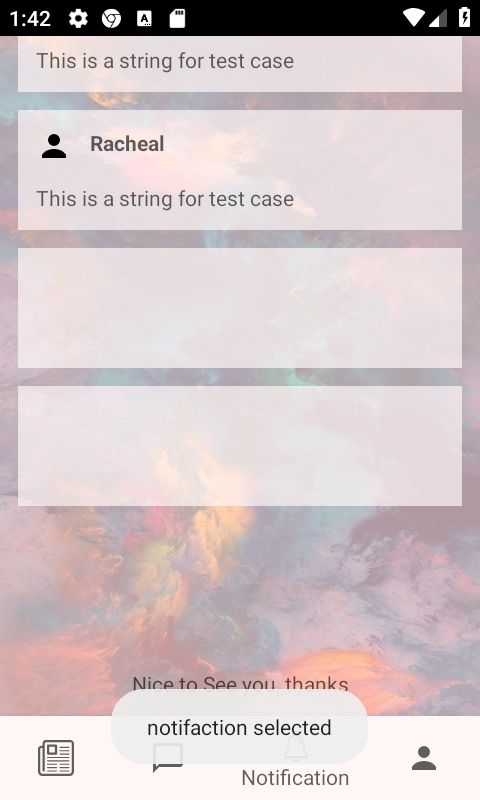 1:42
This is a string for test case
Racheal
This is a string for test case
Nice to See you, thanks
notifaction selected
Notification